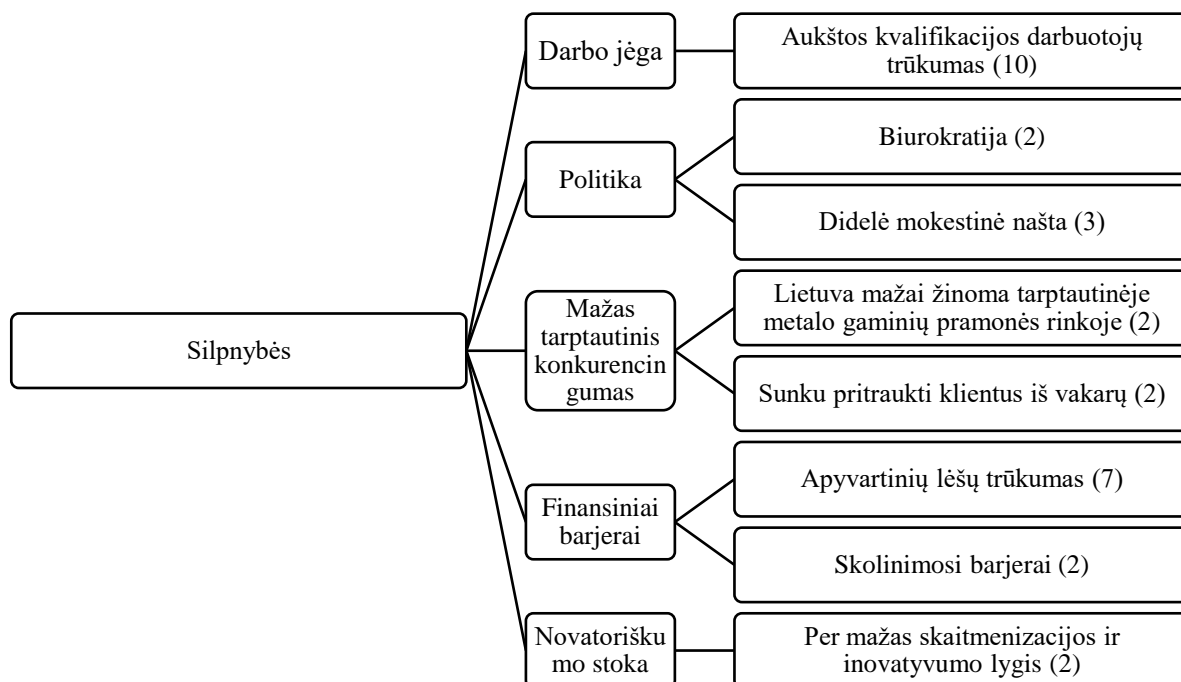 Silpnybės
Darbo jėga
Aukštos kvalifikacijos darbuotojų
trūkumas (10)
Politika
Biurokratija (2)
Didelė mokestinė našta (3)
Mažas
tarptautinis
konkurencin
gumas
Lietuva mažai žinoma tarptautinėje
metalo gaminių pramonės rinkoje (2)
Sunku pritraukti klientus iš vakarų (2)
Finansiniai
barjerai
Apyvartinių lėšų trūkumas (7)
Skolinimosi barjerai (2)
Novatorišku
mo stoka
Per mažas skaitmenizacijos ir
inovatyvumo lygis (2)